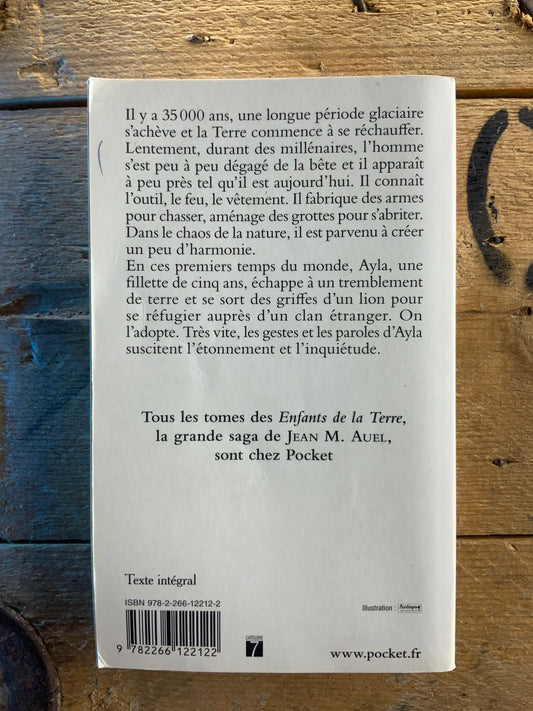 Il y a 35 000 ans, une longue période glaciaire
s'achève et la Terre commence à se réchauffer.
Lentement, durant des millénaires, l'homme
s'est peu à peu dégagé de la bête et il apparaît
à peu près tel qu'il est aujourd'hui. Il connaît
l'outil, le feu, le vêtement. Il fabrique des armes
pour chasser, aménage des grottes pour s'abriter.
Dans le chaos de la nature, il est parvenu à créer
un peu d'harmonie.
En ces premiers temps du monde, Ayla, une
fillette de cinq ans, échappe à un tremblement
de terre et se sort des griffes d'un lion pour
se réfugier auprès d'un clan étranger. On
l'adopte. Très vite, les gestes et les paroles d'Ayla
suscitent l'étonnement et l'inquiétude.
Tous les tomes des Enfants de la Terre,
la grande saga de JEAN M. AUEL,
sont chez Pocket
Texte intégral
ISBN 978-2-266-12212-2
9 782266 122122
CATÉGORIE
7
Illustration :
www.pocket.fr